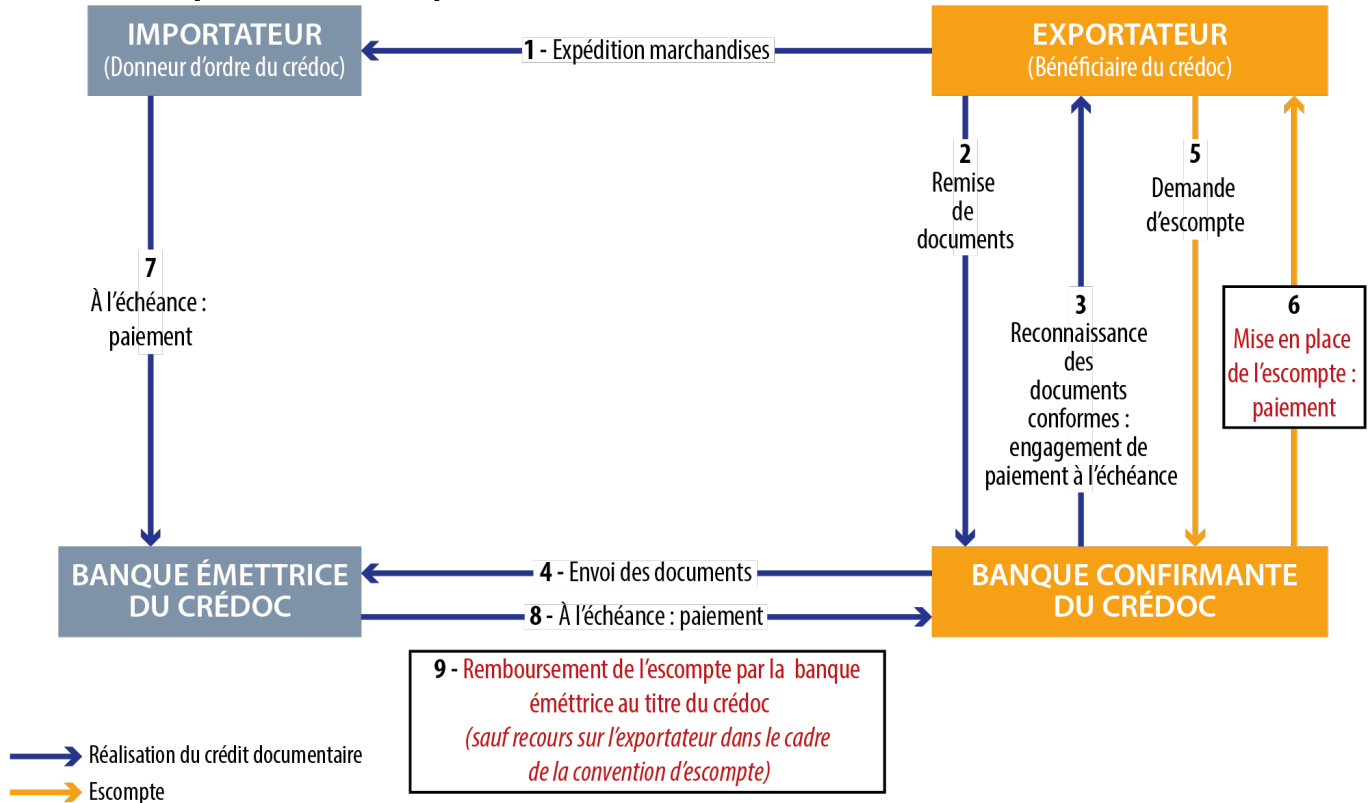 IMPORTATEUR
(Donneur d'ordre du crédoc)
1 - Expédition marchandises
EXPORTATEUR
(Bénéficiaire du crédoc)
2
Remise
de
documents
5
Demande
d'escompte
7
À l'échéance :
paiement
3
Reconnaissance
des
documents
conformes :
engagement de
paiement à l'échéance
6
Mise en place
de l'escompte :
paiement
BANQUE ÉMETTRICE
DU CRÉDOC
4 - Envoi des documents
8 - À l'échéance : paiement
BANQUE CONFIRMANTE
DU CRÉDOC
9 - Remboursement de l'escompte par la banque
éméttrice au titre du crédoc
(sauf recours sur l'exportateur dans le cadre
de la convention d'escompte)
Réalisation du crédit documentaire
Escompte